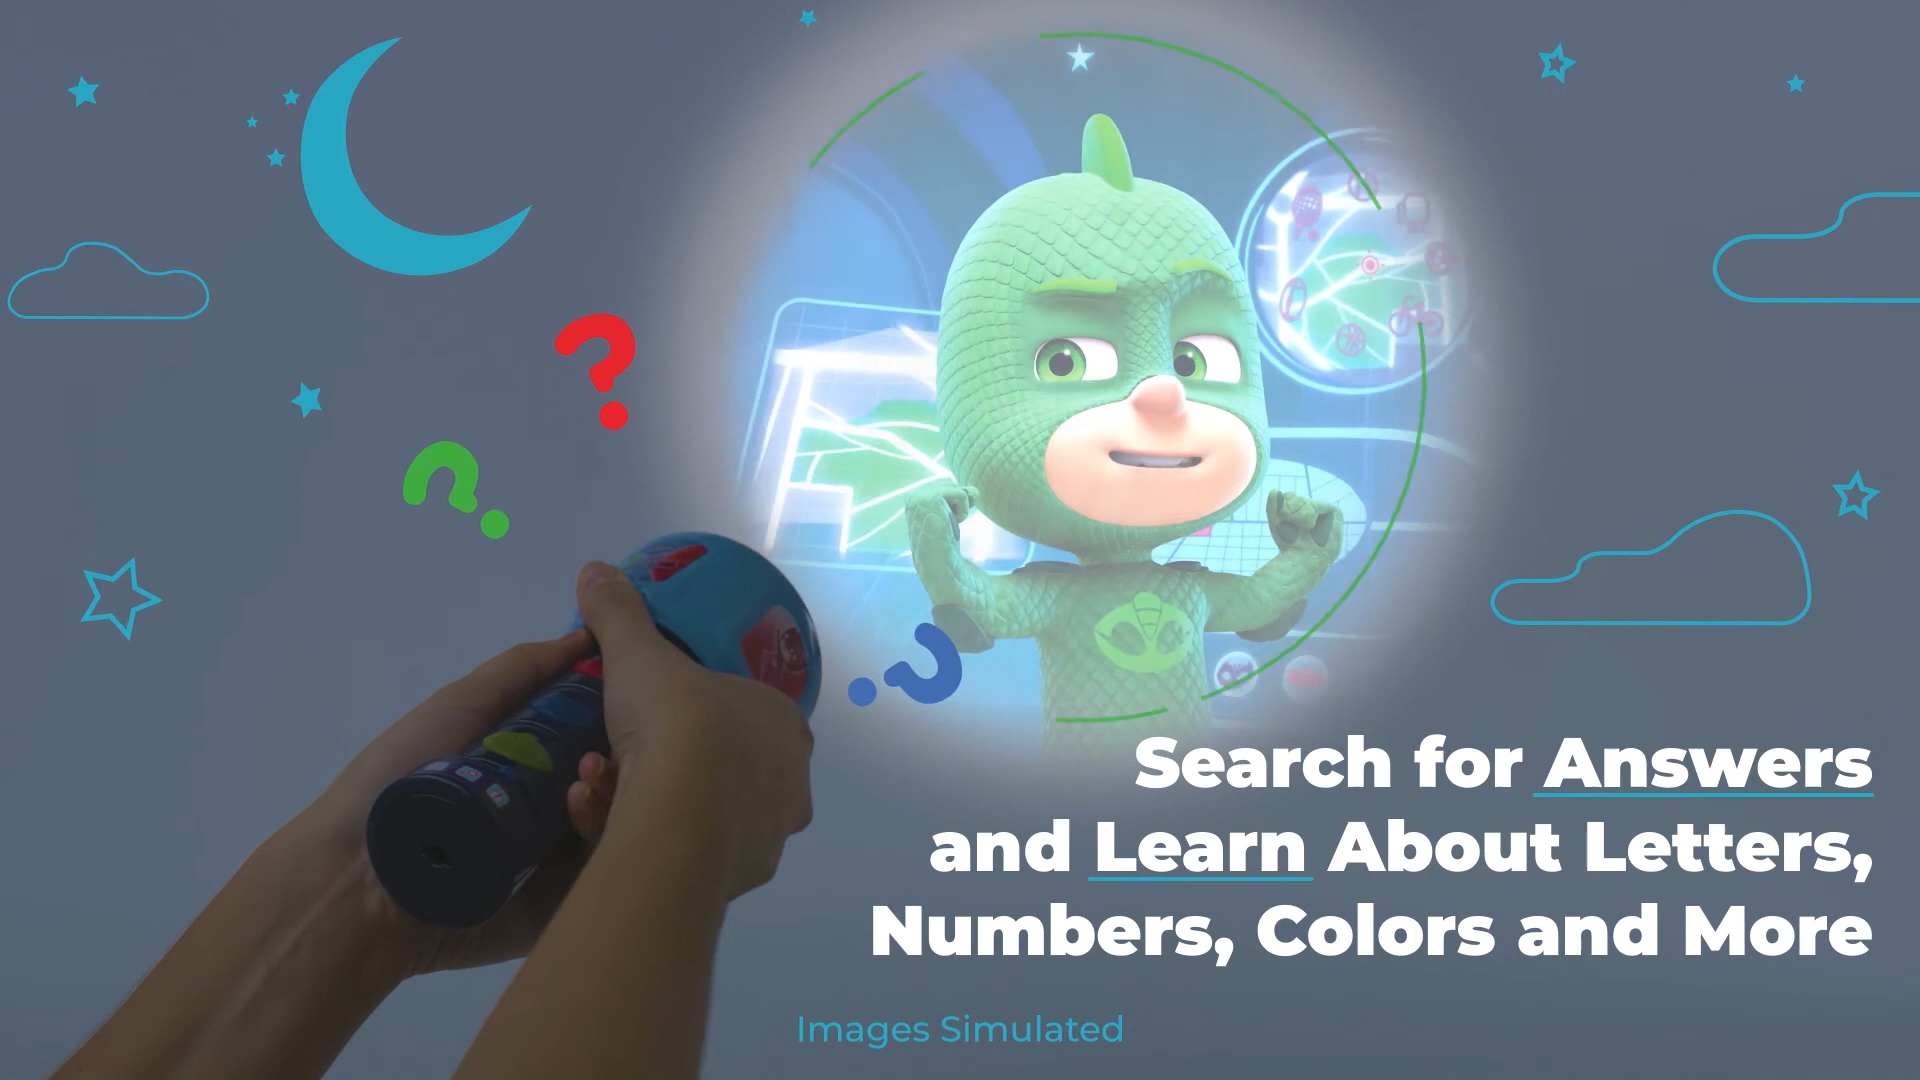 Search for Answers
and Learn About Letters,
Numbers, Colors and More
Images Simulated